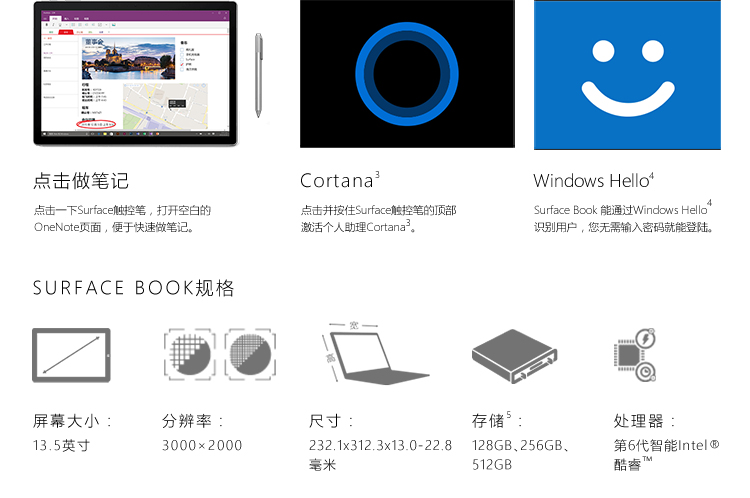 董事会
点击做笔记
点击一下Surface触控笔，打开空白的
OneNote页面，便于快速做笔记。
Cortana³
点击并按住Surface触控笔的顶部
激活个人助理Cortana³。
Windows Hello⁴
Surface Book 能通过Windows Hello⁴
识别用户，您无需输入密码就能登陆。
SURFACE BOOK规格
宽
高
屏幕大小：
13.5英寸
分辨率：
3000×2000
尺寸：
232.1x312.3x13.0-22.8
毫米
存储⁵：
128GB、256GB、
512GB
处理器：
第6代智能Intel®
酷睿™